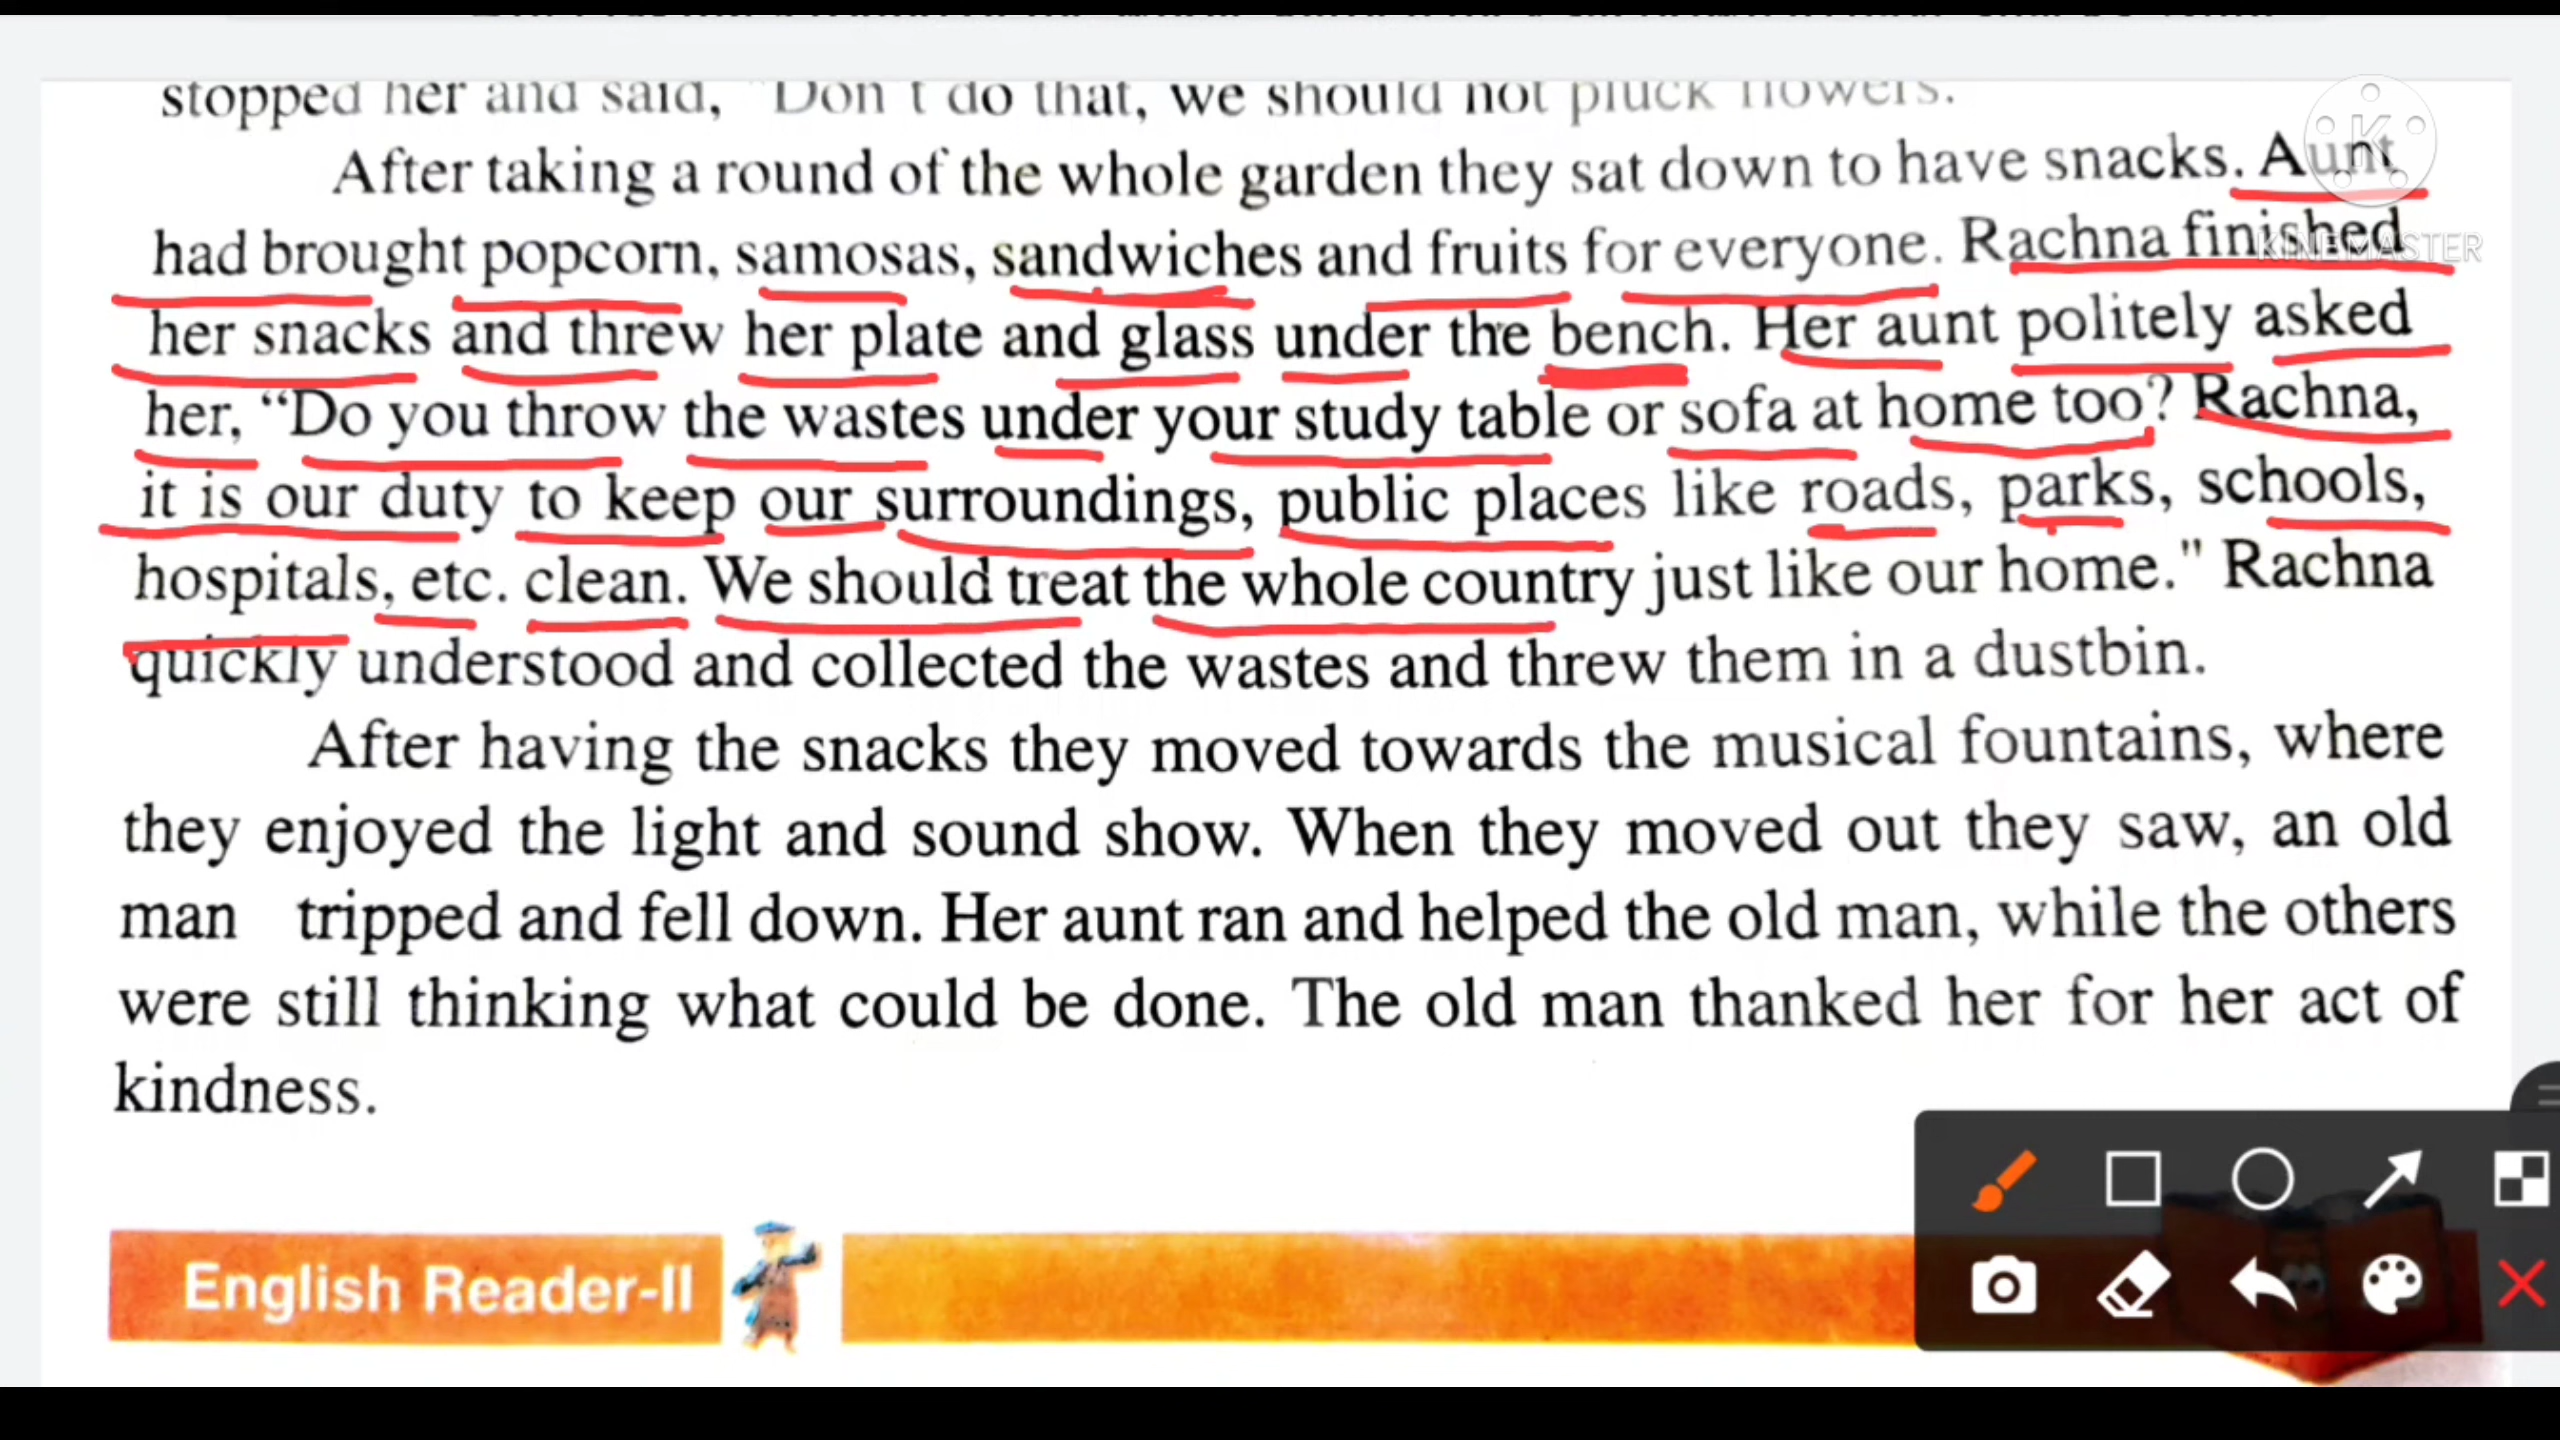 stopped her and said, "Don't do that, we should not pluck flowers.
After taking a round of the whole garden they sat down to have snacks. Aunt
had brought popcorn, samosas, sandwiches and fruits for everyone. Rachna finished
her snacks and threw her plate and glass under the bench. Her aunt politely asked
her, “Do you throw the wastes under your study table or sofa at home too? Rachna,
it is our duty to keep our surroundings, public places like roads, parks, schools,
hospitals, etc. clean. We should treat the whole country just like our home." Rachna
quickly understood and collected the wastes and threw them in a dustbin.
After having the snacks they moved towards the musical fountains, where
they enjoyed the light and sound show. When they moved out they saw, an old
man tripped and fell down. Her aunt ran and helped the old man, while the others
were still thinking what could be done. The old man thanked her for her act of
kindness.
English Reader-II
K
KINEMASTER